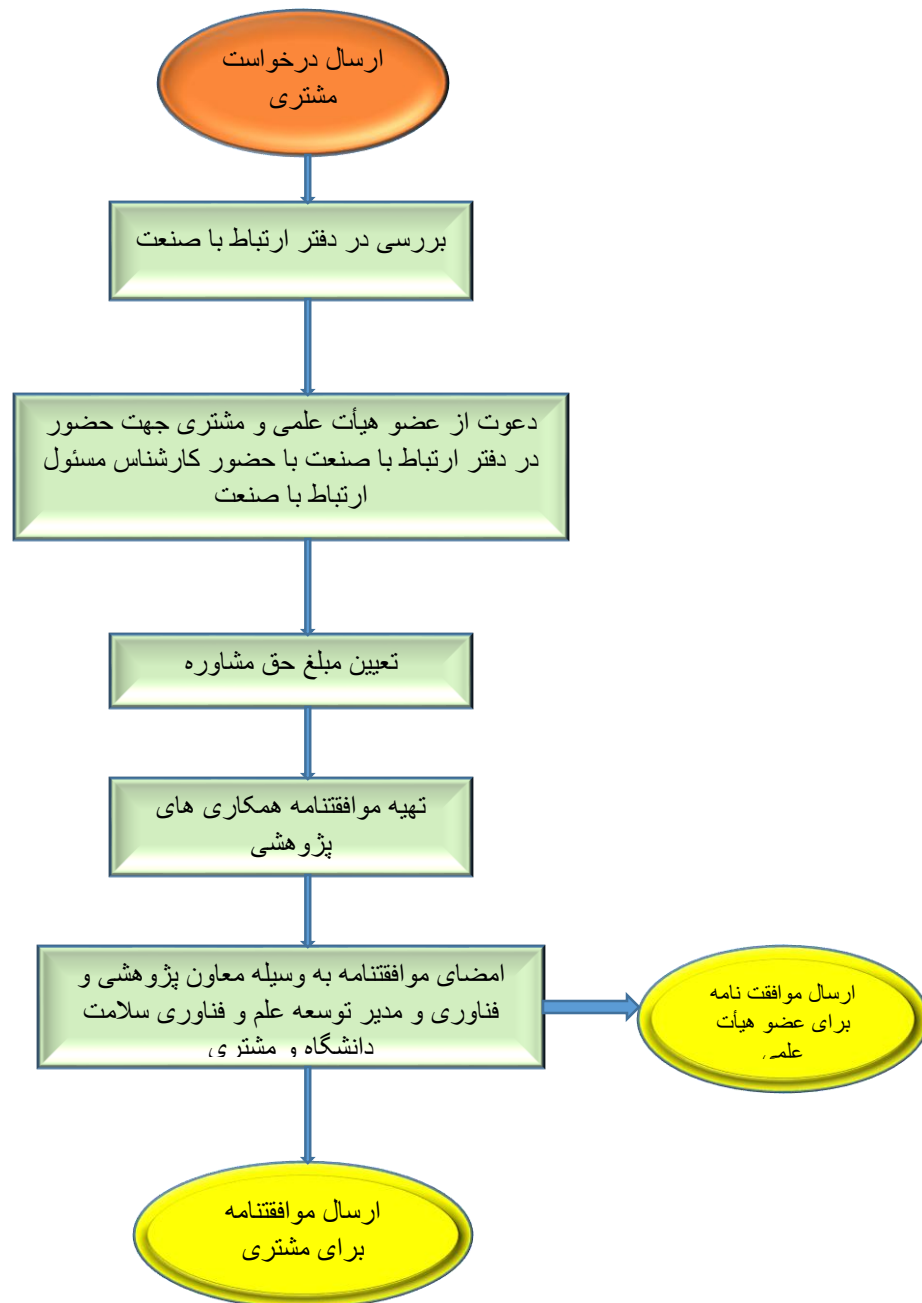 ارسال درخواست
مشتری
بررسی در دفتر ارتباط با صنعت
دعوت از عضو هیأت علمی و مشتری جهت حضور
در دفتر ارتباط با صنعت با حضور کارشناس مسئول
ارتباط با صنعت
تعیین مبلغ حق مشاوره
تهیه موافقتنامه همکاری های
پژوهشی
امضای موافقتنامه به وسیله معاون پژوهشی و
فناوری و مدیر توسعه علم و فناوری سلامت
دانشگاه و مشتری
ارسال موافقت نامه
برای عضو هیأت
علمی
ارسال موافقتنامه
برای مشتری